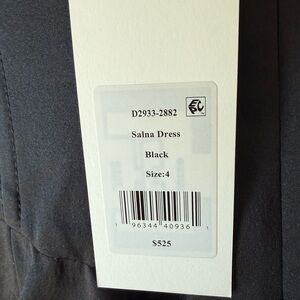 D2933-2882
Salna Dress
Black
Size:4
1 96344 40936 1
$525